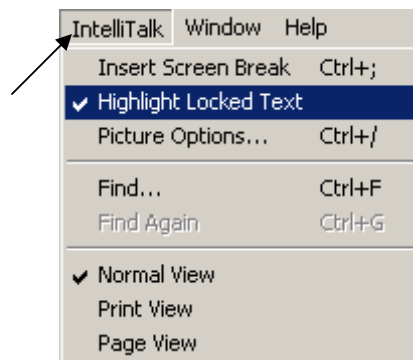 IntelliTalk Window Help
Insert Screen Break Ctrl+;
Highlight Locked Text
Picture Options... Ctrl+/
Find... Ctrl+F
Find Again Ctrl+G
Normal View
Print View
Page View